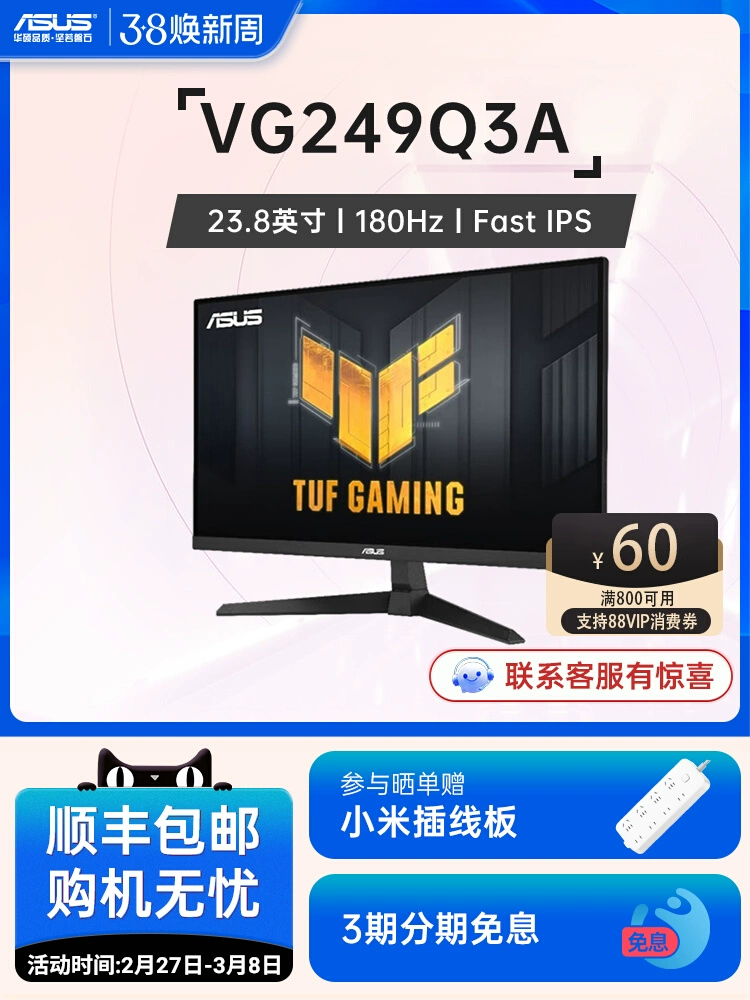 ASUS
华硕品质·坚若磐石
3·8焕新周
VG249Q3A
23.8英寸 | 180Hz | Fast IPS
ASUS
TUF GAMING
ASUS
¥60
满800可用
支持88VIP消费券
联系客服有惊喜
顺丰包邮
购机无忧
活动时间:2月27日-3月8日
参与晒单赠
小米插线板
3期分期免息
免息